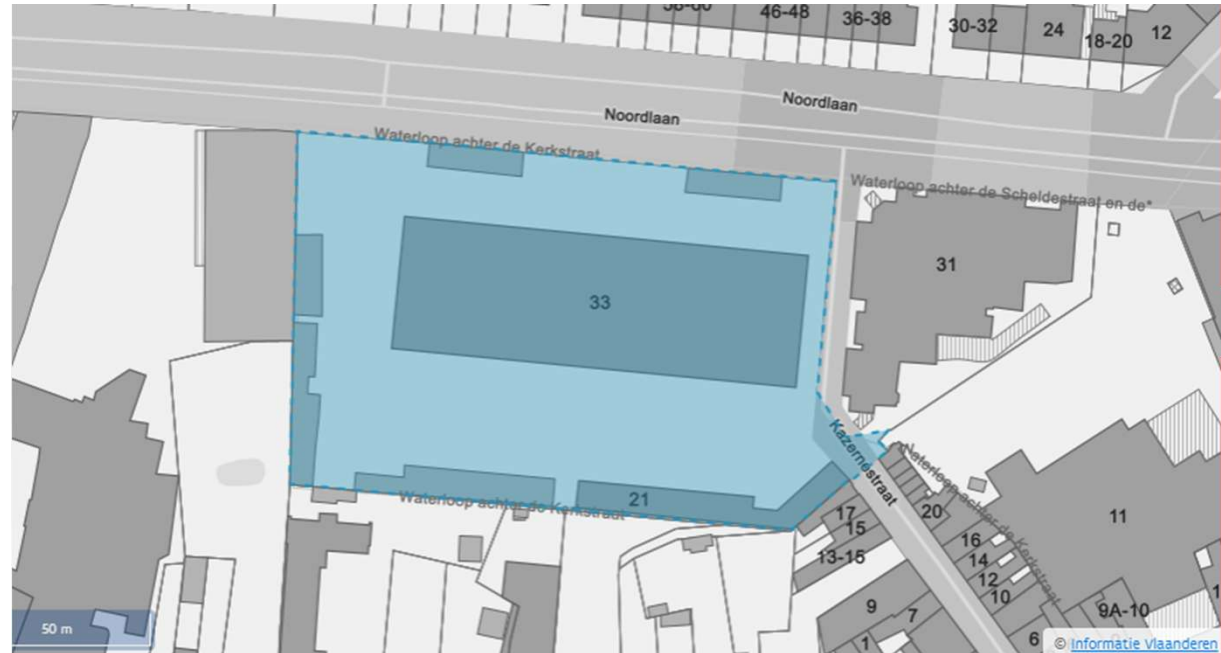 38-60
46-48
36-38
30-32
24
18-20
12
Noordlaan
Noordlaan
Waterloop achter de Kerkstraat
Waterloop achter de Scheldestraat en de*
31
33
Kazernestraat
Waterloop achter de Kerkstraat
21
Waterloop achter de Kerkstraat
17
15
13-15
20
16
14
12
10
11
9
7
1
9A-10
6
50 m
© Informatie Vlaanderen